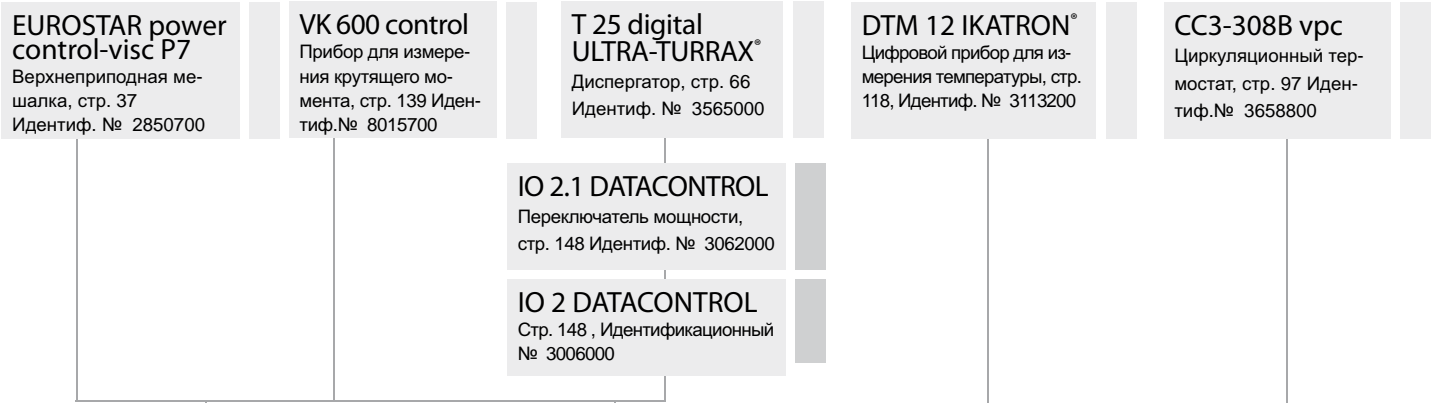 EUROSTAR power
control-visc P7
Верхнеприподная ме-
шалка, стр. 37
Идентиф. № 2850700
VK 600 control
Прибор для измере-
ния крутящего мо-
мента, стр. 139 Иден-
тиф.№ 8015700
T 25 digital
ULTRA-TURRAX®
Диспергатор, стр. 66
Идентиф. № 3565000
DTM 12 IKATRON®
Цифровой прибор для из-
мерения температуры, стр.
118, Идентиф. № 3113200
CC3-308B vpc
Циркуляционный тер-
мостат, стр. 97 Иден-
тиф.№ 3658800
IO 2.1 DATACONTROL
Переключатель мощности,
стр. 148 Идентиф. № 3062000
IO 2 DATACONTROL
Стр. 148 , Идентификационный
№ 3006000